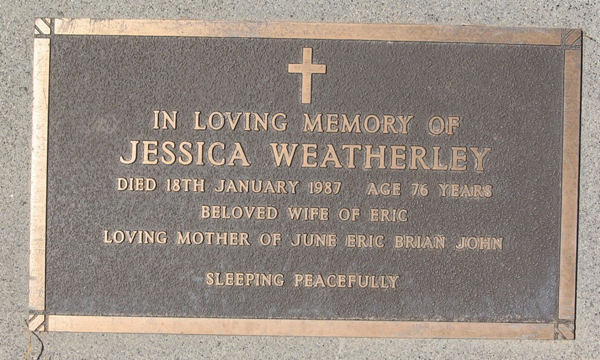 IN LOVING MEMORY OF
JESSICA WEATHERLEY
DIED 18TH JANUARY 1987 AGE 76 YEARS
BELOVED WIFE OF ERIC
LOVING MOTHER OF JUNE ERIC BRIAN JOHN
SLEEPING PEACEFULLY